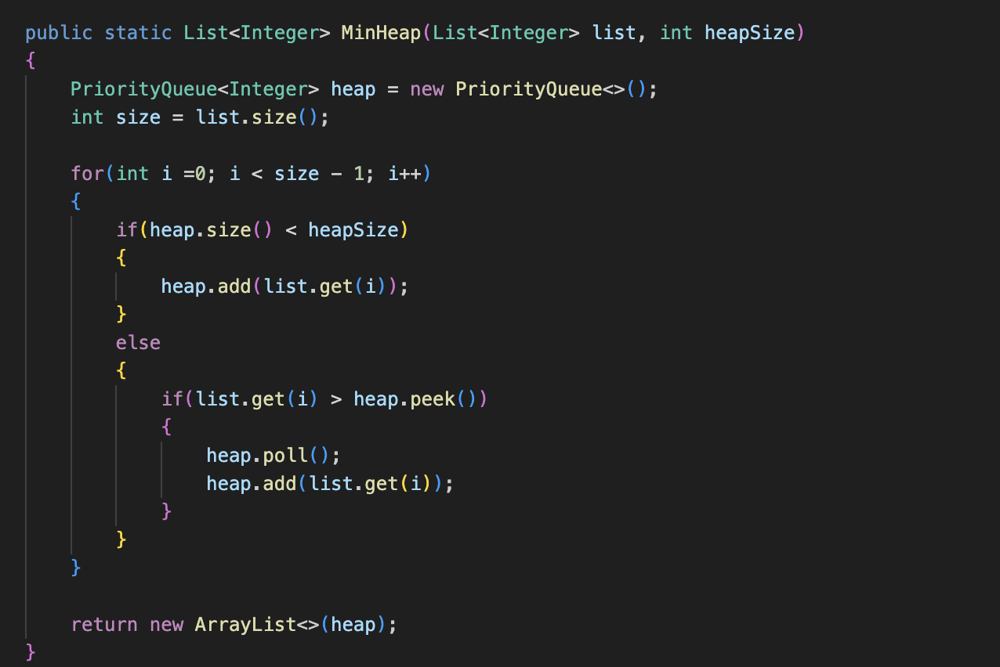 public static List<Integer> MinHeap(List<Integer> list, int heapSize)
{
    PriorityQueue<Integer> heap = new PriorityQueue<>();
    int size = list.size();

    for(int i =0; i < size - 1; i++)
    {
        if(heap.size() < heapSize)
        {
            heap.add(list.get(i));
        }
        else
        {
            if(list.get(i) > heap.peek())
            {
                heap.poll();
                heap.add(list.get(i));
            }
        }
    }

    return new ArrayList<>(heap);
}